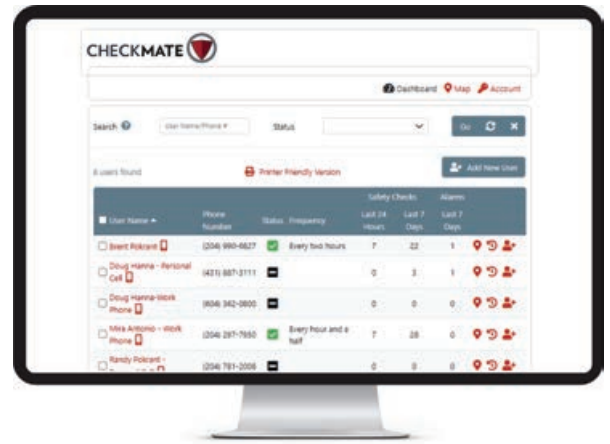 CHECKMATE
Dashboard Map Account
Search User Name/Phone # Status Go
6 users found Printer Friendly Version Add New User
Safety Checks Alarms
User Name Phone Number Status Frequency Last 24 Hours Last 7 Days Last 7 Days
Brent Pokrant (204) 990-6627 Every two hours 7 22 1
Doug Hanna - Personal Cell (431) 887-3111 0 3 1
Doug Hanna-Work Phone (604) 342-0800 0 0 0
Mira Antonio - Work Phone (204) 297-7950 Every hour and a half 7 28 0
Randy Pokrant - (204) 781-2006 0 0 0